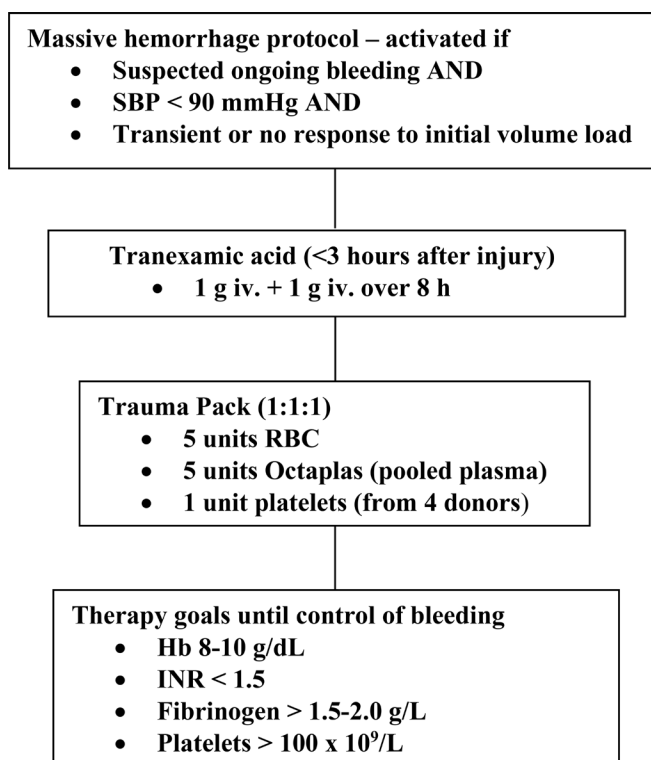 Massive hemorrhage protocol – activated if
• Suspected ongoing bleeding AND
• SBP < 90 mmHg AND
• Transient or no response to initial volume load
Tranexamic acid (<3 hours after injury)
• 1 g iv. + 1 g iv. over 8 h
Trauma Pack (1:1:1)
• 5 units RBC
• 5 units Octaplas (pooled plasma)
• 1 unit platelets (from 4 donors)
Therapy goals until control of bleeding
• Hb 8-10 g/dL
• INR < 1.5
• Fibrinogen > 1.5-2.0 g/L
• Platelets > 100 x 10⁹/L